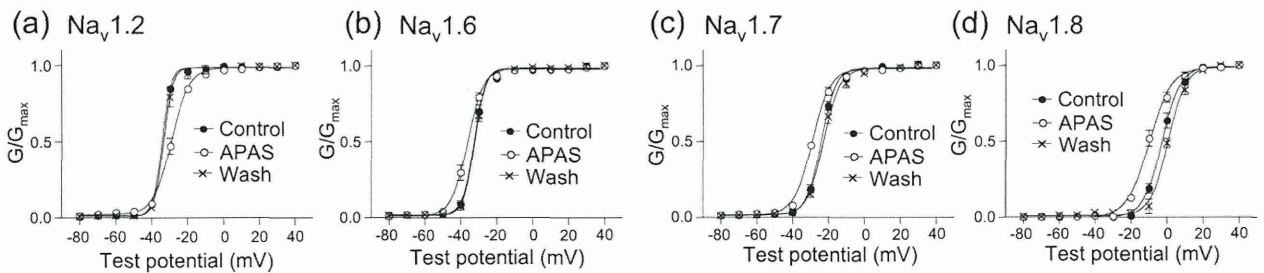 (a) Nav1.2
G/Gmax
1.0
0.5
0.0
Control
APAS
Wash
-80 -60 -40 -20 0 20 40
Test potential (mV)
(b) Nav1.6
G/Gmax
1.0
0.5
0.0
Control
APAS
Wash
-80 -60 -40 -20 0 20 40
Test potential (mV)
(c) Nav1.7
G/Gmax
1.0
0.5
0.0
Control
APAS
Wash
-80 -60 -40 -20 0 20 40
Test potential (mV)
(d) Nav1.8
G/Gmax
1.0
0.5
0.0
Control
APAS
Wash
-80 -60 -40 -20 0 20 40
Test potential (mV)